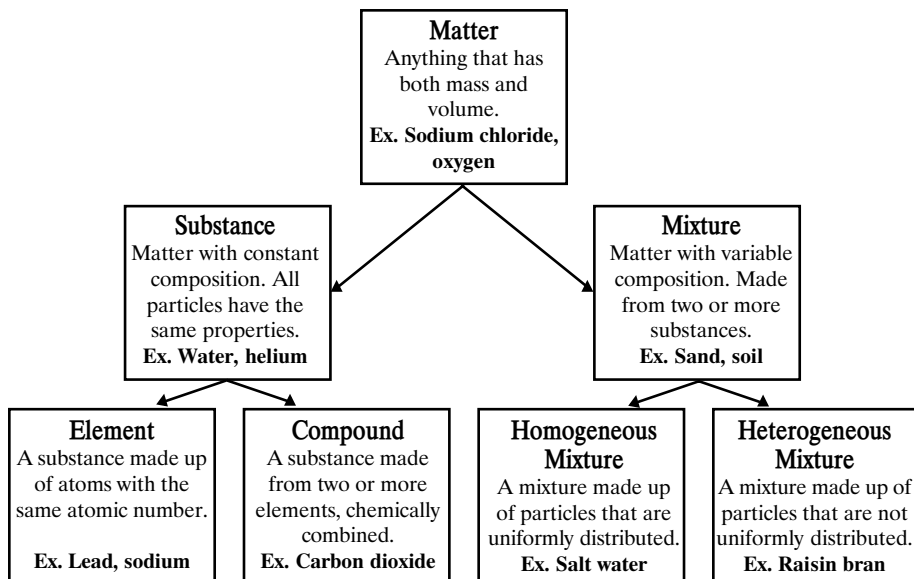 Matter
Anything that has
both mass and
volume.
Ex. Sodium chloride,
oxygen
Substance
Matter with constant
composition. All
particles have the
same properties.
Ex. Water, helium
Mixture
Matter with variable
composition. Made
from two or more
substances.
Ex. Sand, soil
Element
A substance made up
of atoms with the
same atomic number.
Ex. Lead, sodium
Compound
A substance made
from two or more
elements, chemically
combined.
Ex. Carbon dioxide
Homogeneous
Mixture
A mixture made up
of particles that are
uniformly distributed.
Ex. Salt water
Heterogeneous
Mixture
A mixture made up of
particles that are not
uniformly distributed.
Ex. Raisin bran